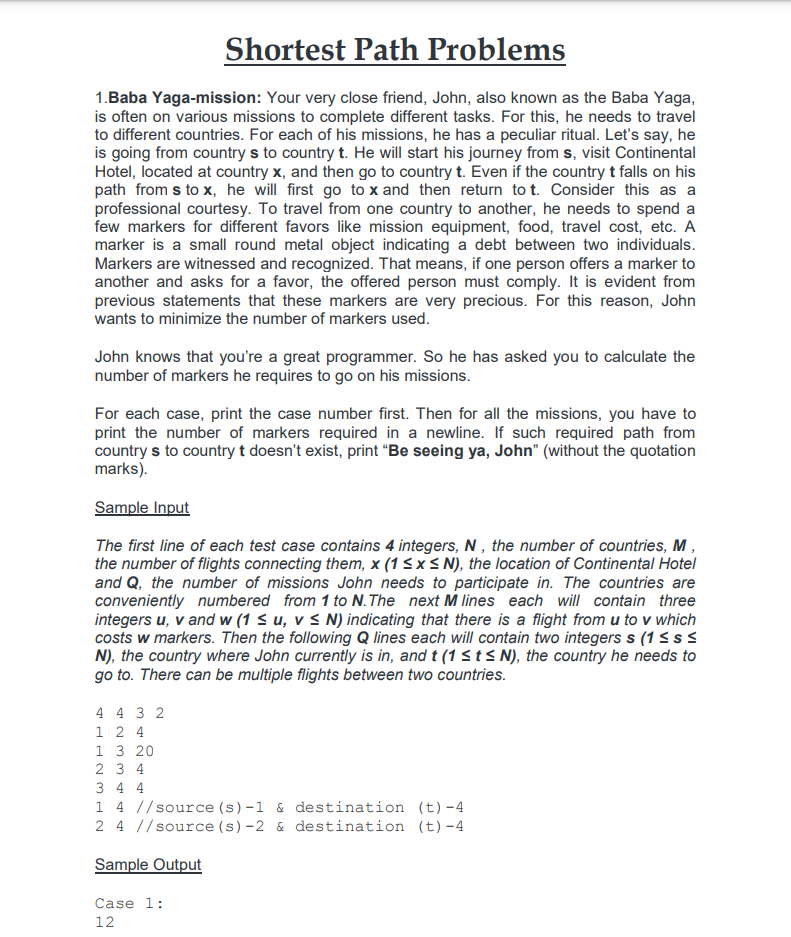 Shortest Path Problems
1.Baba Yaga-mission: Your very close friend, John, also known as the Baba Yaga,
is often on various missions to complete different tasks. For this, he needs to travel
to different countries. For each of his missions, he has a peculiar ritual. Let's say, he
is going from country s to country t. He will start his journey from s, visit Continental
Hotel, located at country x, and then go to country t. Even if the country t falls on his
path from s to x, he will first go to x and then return to t. Consider this as a
professional courtesy. To travel from one country to another, he needs to spend a
few markers for different favors like mission equipment, food, travel cost, etc. A
marker is a small round metal object indicating a debt between two individuals.
Markers are witnessed and recognized. That means, if one person offers a marker to
another and asks for a favor, the offered person must comply. It is evident from
previous statements that these markers are very precious. For this reason, John
wants to minimize the number of markers used.
John knows that you're a great programmer. So he has asked you to calculate the
number of markers he requires to go on his missions.
For each case, print the case number first. Then for all the missions, you have to
print the number of markers required in a newline. If such required path from
country s to country t doesn't exist, print “Be seeing ya, John” (without the quotation
marks).
Sample Input
The first line of each test case contains 4 integers, N , the number of countries, M ,
the number of flights connecting them, x (1 ≤ x ≤ N), the location of Continental Hotel
and Q, the number of missions John needs to participate in. The countries are
conveniently numbered from 1 to N.The next M lines each will contain three
integers u, v and w (1 ≤ u, v ≤ N) indicating that there is a flight from u to v which
costs w markers. Then the following Q lines each will contain two integers s (1 ≤ s ≤
N), the country where John currently is in, and t (1 ≤ t ≤ N), the country he needs to
go to. There can be multiple flights between two countries.
4 4 3 2
1 2 4
1 3 20
2 3 4
3 4 4
1 4 //source(s)-1 & destination (t)-4
2 4 //source(s)-2 & destination (t)-4
Sample Output
Case 1:
12